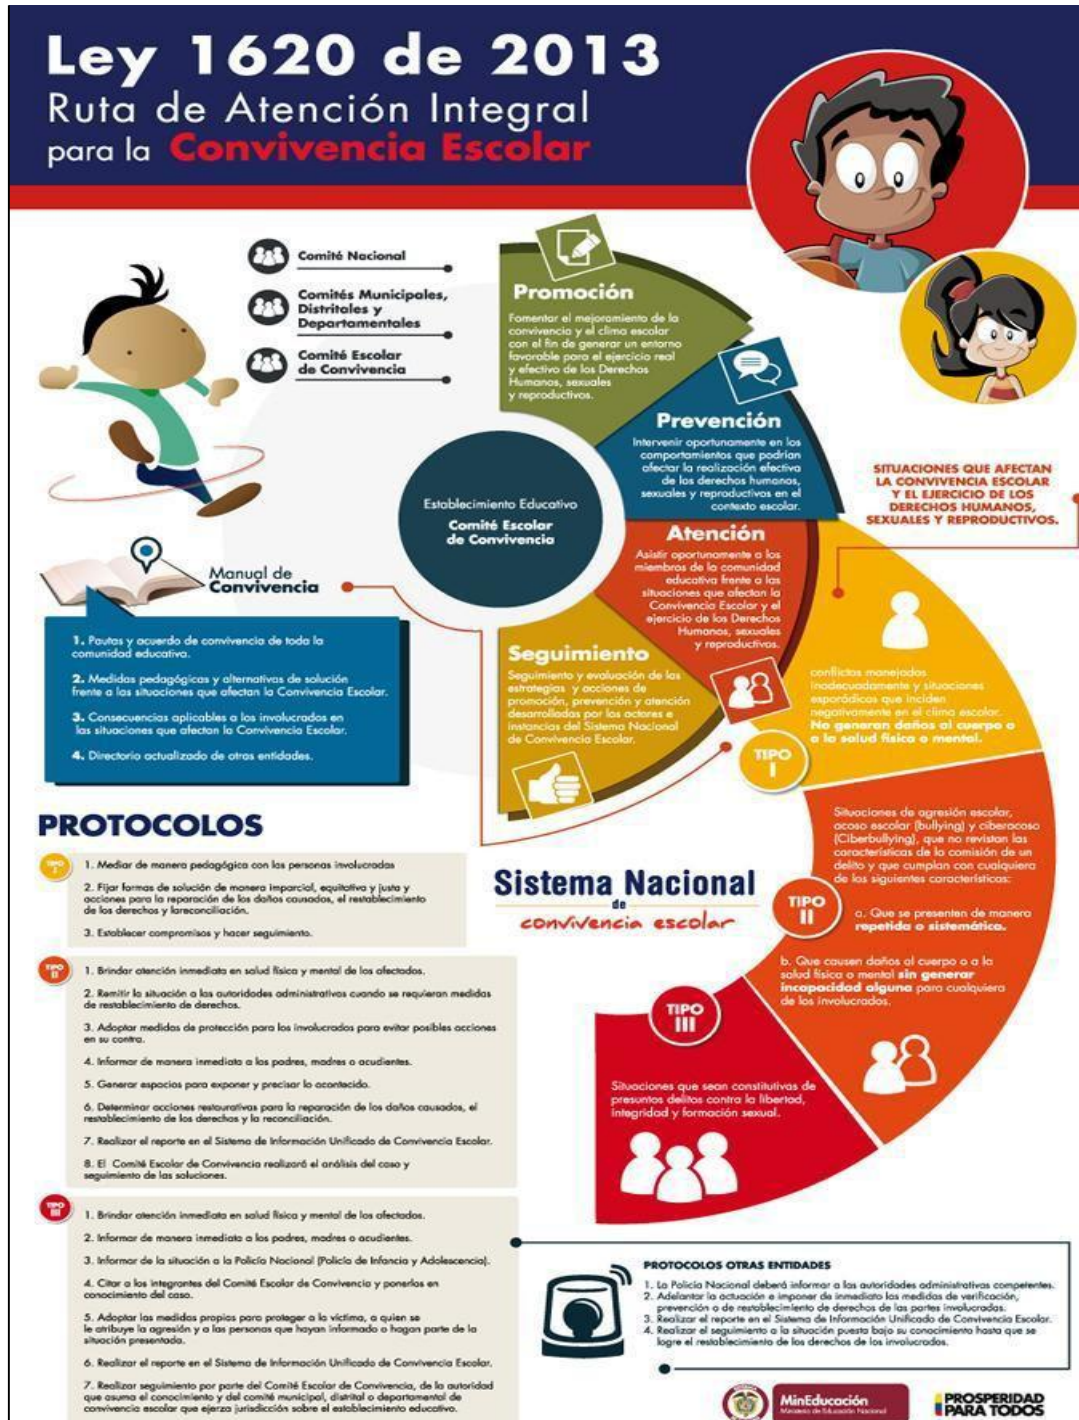 Ley 1620 de 2013
Ruta de Atención Integral
para la Convivencia Escolar
Comité Nacional
Comités Municipales,
Distritales y
Departamentales
Comité Escolar
de Convivencia
Promoción
Fomentar el mejoramiento de la
convivencia y el clima escolar
con el fin de generar un entorno
favorable para el ejercicio real
y efectivo de los Derechos
Humanos, sexuales
y reproductivos.
Prevención
Intervenir oportunamente en los
comportamientos que podrían
afectar la realización efectiva
de los derechos humanos,
sexuales y reproductivos en el
contexto escolar.
Establecimiento Educativo
Comité Escolar
de Convivencia
Atención
Asistir oportunamente a los
miembros de la comunidad
educativa frente a las
situaciones que afectan la
Convivencia Escolar y el
ejercicio de los Derechos
Humanos, sexuales
y reproductivos.
Seguimiento
Seguimiento y evaluación de las
estrategias y acciones de
promoción, prevención y atención
desarrolladas por los actores e
instancias del Sistema Nacional
de Convivencia Escolar.
SITUACIONES QUE AFECTAN
LA CONVIVENCIA ESCOLAR
Y EL EJERCICIO DE LOS
DERECHOS HUMANOS,
SEXUALES Y REPRODUCTIVOS.
Manual de
Convivencia
1. Pautas y acuerdo de convivencia de toda la
comunidad educativa.
2. Medidas pedagógicas y alternativas de solución
frente a las situaciones que afectan la Convivencia Escolar.
3. Consecuencias aplicables a los involucrados en
las situaciones que afectan la Convivencia Escolar.
4. Directorio actualizado de otras entidades.
TIPO
I
conflictos manejados
inadecuadamente y situaciones
esporádicas que inciden
negativamente en el clima escolar.
No generan daños al cuerpo o
a la salud física o mental.
TIPO
II
Situaciones de agresión escolar,
acoso escolar (bullying) y ciberacoso
(Ciberbullying), que no revistan las
características de la comisión de un
delito y que cumplan con cualquiera
de los siguientes características:
a. Que se presenten de manera
repetida o sistemática.
b. Que causen daños al cuerpo o a la
salud física o mental sin generar
incapacidad alguna para cualquiera
de los involucrados.
TIPO
III
Situaciones que sean constitutivas de
presuntos delitos contra la libertad,
integridad y formación sexual.
Sistema Nacional
de
convivencia escolar
PROTOCOLOS
TIPO
I
1. Mediar de manera pedagógica con las personas involucradas
2. Fijar formas de solución de manera imparcial, equitativa y justa y
acciones para la reparación de los daños causados, el restablecimiento
de los derechos y lareconciliación.
3. Establecer compromisos y hacer seguimiento.
TIPO
II
1. Brindar atención inmediata en salud física y mental de los afectados.
2. Remitir la situación a las autoridades administrativas cuando se requieran medidas
de restablecimiento de derechos.
3. Adoptar medidas de protección para los involucrados para evitar posibles acciones
en su contra.
4. Informar de manera inmediata a los padres, madres o acudientes.
5. Generar espacios para exponer y precisar lo acontecido.
6. Determinar acciones restaurativas para la reparación de los daños causados, el
restablecimiento de los derechos y la reconciliación.
7. Realizar el reporte en el Sistema de Información Unificado de Convivencia Escolar.
8. El Comité Escolar de Convivencia realizará el análisis del caso y
seguimiento de las soluciones.
TIPO
III
1. Brindar atención inmediata en salud física y mental de los afectados.
2. Informar de manera inmediata a los padres, madres o acudientes.
3. Informar de la situación a la Policía Nacional (Policía de Infancia y Adolescencia).
4. Citar a los integrantes del Comité Escolar de Convivencia y ponerlos en
conocimiento del caso.
5. Adoptar las medidas propias para proteger a la víctima, a quien se
le atribuye la agresión y a las personas que hayan informado o hagan parte de la
situación presentada.
6. Realizar el reporte en el Sistema de Información Unificado de Convivencia Escolar.
7. Realizar seguimiento por parte del Comité Escolar de Convivencia, de la autoridad
que asuma el conocimiento y del comité municipal, distrital o departamental de
convivencia escolar que ejerza jurisdicción sobre el establecimiento educativo.
PROTOCOLOS OTRAS ENTIDADES
1. La Policía Nacional deberá informar a las autoridades administrativas competentes.
2. Adelantar la actuación e imponer de inmediato las medidas de verificación,
prevención o de restablecimiento de derechos de las partes involucradas.
3. Realizar el reporte en el Sistema de Información Unificado de Convivencia Escolar.
4. Realizar el seguimiento a la situación puesta bajo su conocimiento hasta que se
logre el restablecimiento de los derechos de los involucrados.
MinEducación
Ministerio de Educación Nacional
PROSPERIDAD
PARA TODOS